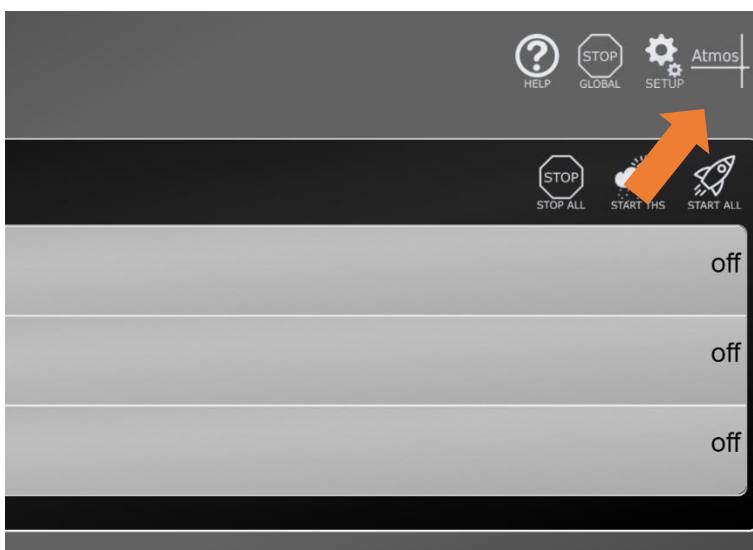 STOP Atmos
HELP GLOBAL SETUP
STOP
STOP ALL START THS START ALL
off
off
off